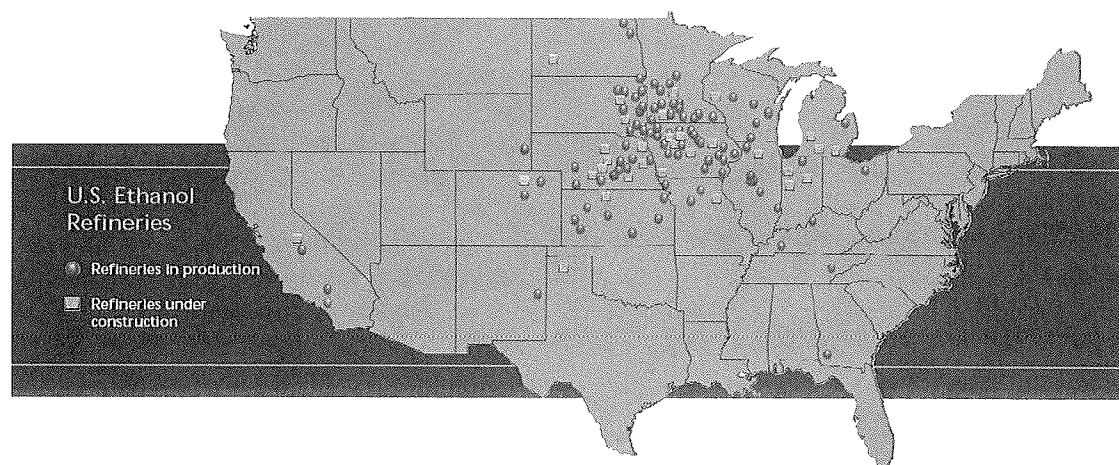 U.S. Ethanol
Refineries
Refineries in production
Refineries under
construction